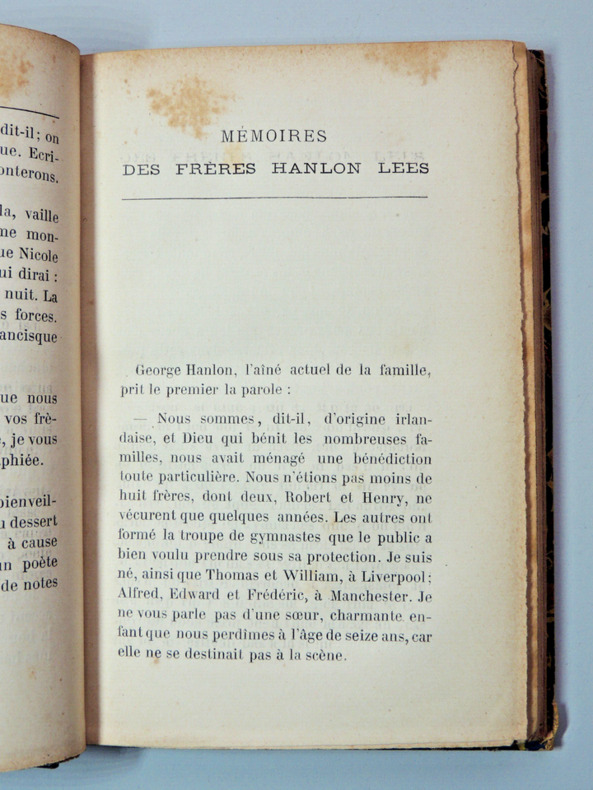 dit-il; on
ue. Ecri-
onterons.
la, vaille
ne mon-
ue Nicole
ui dirai :
nuit. La
s forces.
ancisque
ue nous
vos frè-
, je vous
phiée.
bienveil-
u dessert
à cause
n poète
de notes
MÉMOIRES
DES FRÈRES HANLON LEES
George Hanlon, l'aîné actuel de la famille,
prit le premier la parole :
— Nous sommes, dit-il, d'origine irlan-
daise, et Dieu qui bénit les nombreuses fa-
milles, nous avait ménagé une bénédiction
toute particulière. Nous n'étions pas moins de
huit frères, dont deux, Robert et Henry, ne
vécurent que quelques années. Les autres ont
formé la troupe de gymnastes que le public a
bien voulu prendre sous sa protection. Je suis
né, ainsi que Thomas et William, à Liverpool;
Alfred, Edward et Frédéric, à Manchester. Je
ne vous parle pas d'une sœur, charmante en-
fant que nous perdîmes à l'âge de seize ans, car
elle ne se destinait pas à la scène.